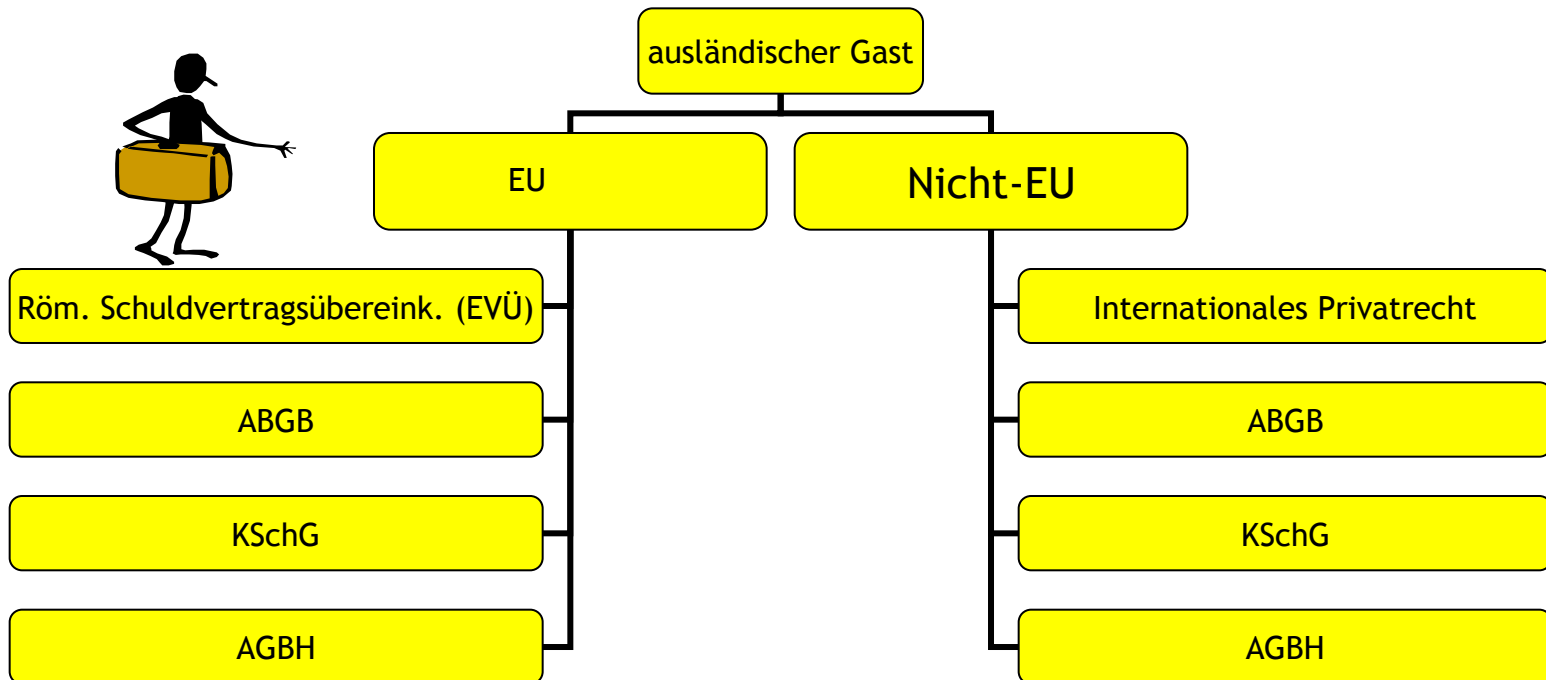 ausländischer Gast
EU
Nicht-EU
Röm. Schuldvertragsübereink. (EVÜ)
Internationales Privatrecht
ABGB
ABGB
KSchG
KSchG
AGBH
AGBH